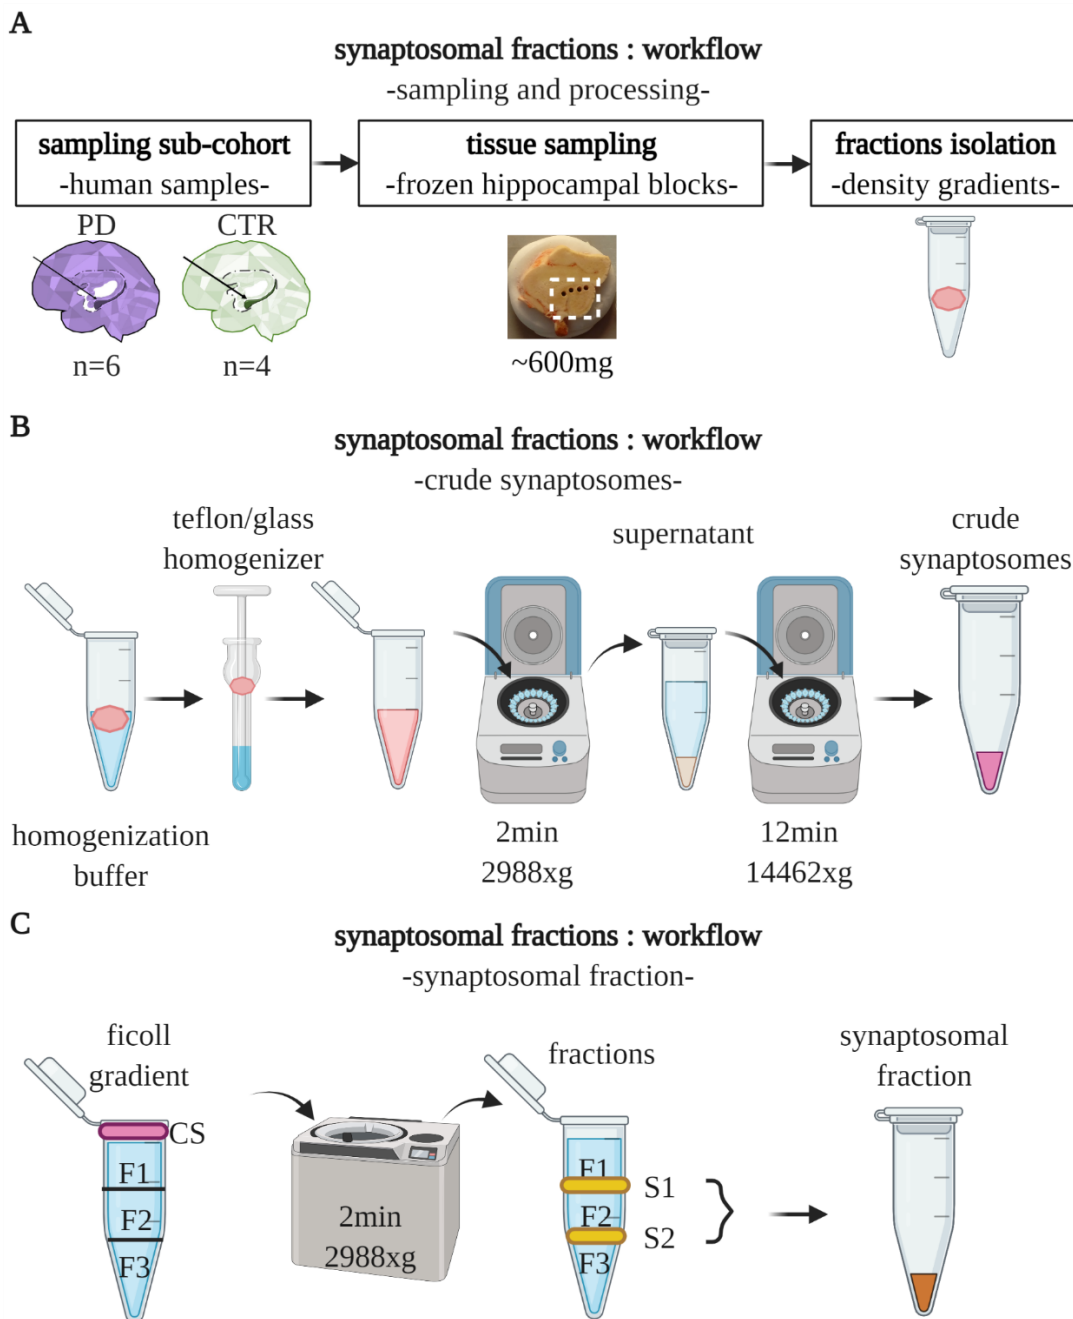 A
synaptosomal fractions : workflow
-sampling and processing-
sampling sub-cohort
-human samples-
tissue sampling
-frozen hippocampal blocks-
fractions isolation
-density gradients-
PD
CTR
n=6
n=4
~600mg
B
synaptosomal fractions : workflow
-crude synaptosomes-
teflon/glass
homogenizer
supernatant
crude
synaptosomes
homogenization
buffer
2min
2988xg
12min
14462xg
C
synaptosomal fractions : workflow
-synaptosomal fraction-
ficoll
gradient
fractions
synaptosomal
fraction
CS
F1
F2
F3
2min
2988xg
F1
S1
F2
S2
F3